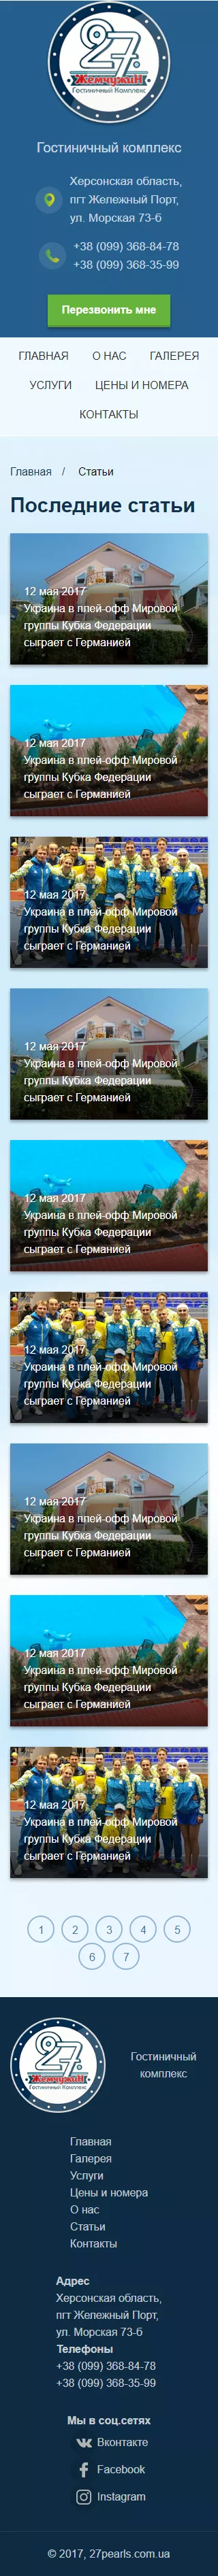 27
ЖемчужиН
Гостиничный Комплекс
Гостиничный комплекс
Херсонская область,
пгт Железный Порт,
ул. Морская 73-б
+38 (099) 368-84-78
+38 (099) 368-35-99
Перезвонить мне
ГЛАВНАЯ О НАС ГАЛЕРЕЯ
УСЛУГИ ЦЕНЫ И НОМЕРА
КОНТАКТЫ
Главная / Статьи
Последние статьи
12 мая 2017
Украина в плей-офф Мировой
группы Кубка Федерации
сыграет с Германией
12 мая 2017
Украина в плей-офф Мировой
группы Кубка Федерации
сыграет с Германией
12 мая 2017
Украина в плей-офф Мировой
группы Кубка Федерации
сыграет с Германией
12 мая 2017
Украина в плей-офф Мировой
группы Кубка Федерации
сыграет с Германией
12 мая 2017
Украина в плей-офф Мировой
группы Кубка Федерации
сыграет с Германией
12 мая 2017
Украина в плей-офф Мировой
группы Кубка Федерации
сыграет с Германией
12 мая 2017
Украина в плей-офф Мировой
группы Кубка Федерации
сыграет с Германией
12 мая 2017
Украина в плей-офф Мировой
группы Кубка Федерации
сыграет с Германией
12 мая 2017
Украина в плей-офф Мировой
группы Кубка Федерации
сыграет с Германией
1 2 3 4 5
6 7
27
ЖемчужиН
Гостиничный Комплекс
Гостиничный
комплекс
Главная
Галерея
Услуги
Цены и номера
О нас
Статьи
Контакты
Адрес
Херсонская область,
пгт Железный Порт,
ул. Морская 73-б
Телефоны
+38 (099) 368-84-78
+38 (099) 368-35-99
Мы в соц.сетях
Вконтакте
Facebook
Instagram
© 2017, 27pearls.com.ua